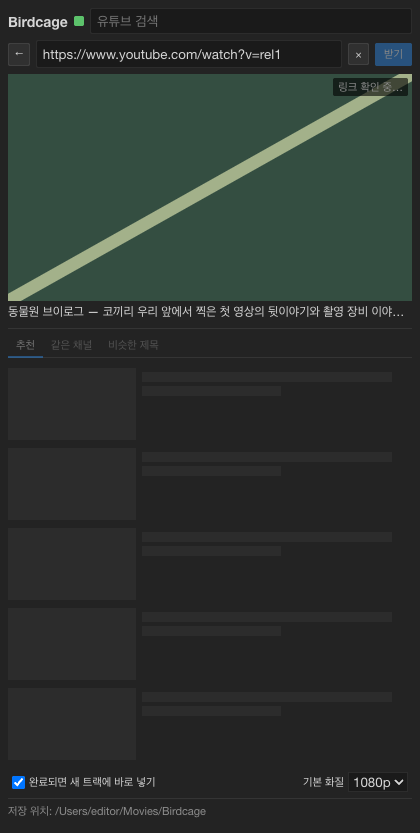 Birdcage 유튜브 검색
← https://www.youtube.com/watch?v=rel1 × 받기
링크 확인 중…
동물원 브이로그 — 코끼리 우리 앞에서 찍은 첫 영상의 뒷이야기와 촬영 장비 이야…
추천 같은 채널 비슷한 제목
완료되면 새 트랙에 바로 넣기 기본 화질 1080p
저장 위치: /Users/editor/Movies/Birdcage